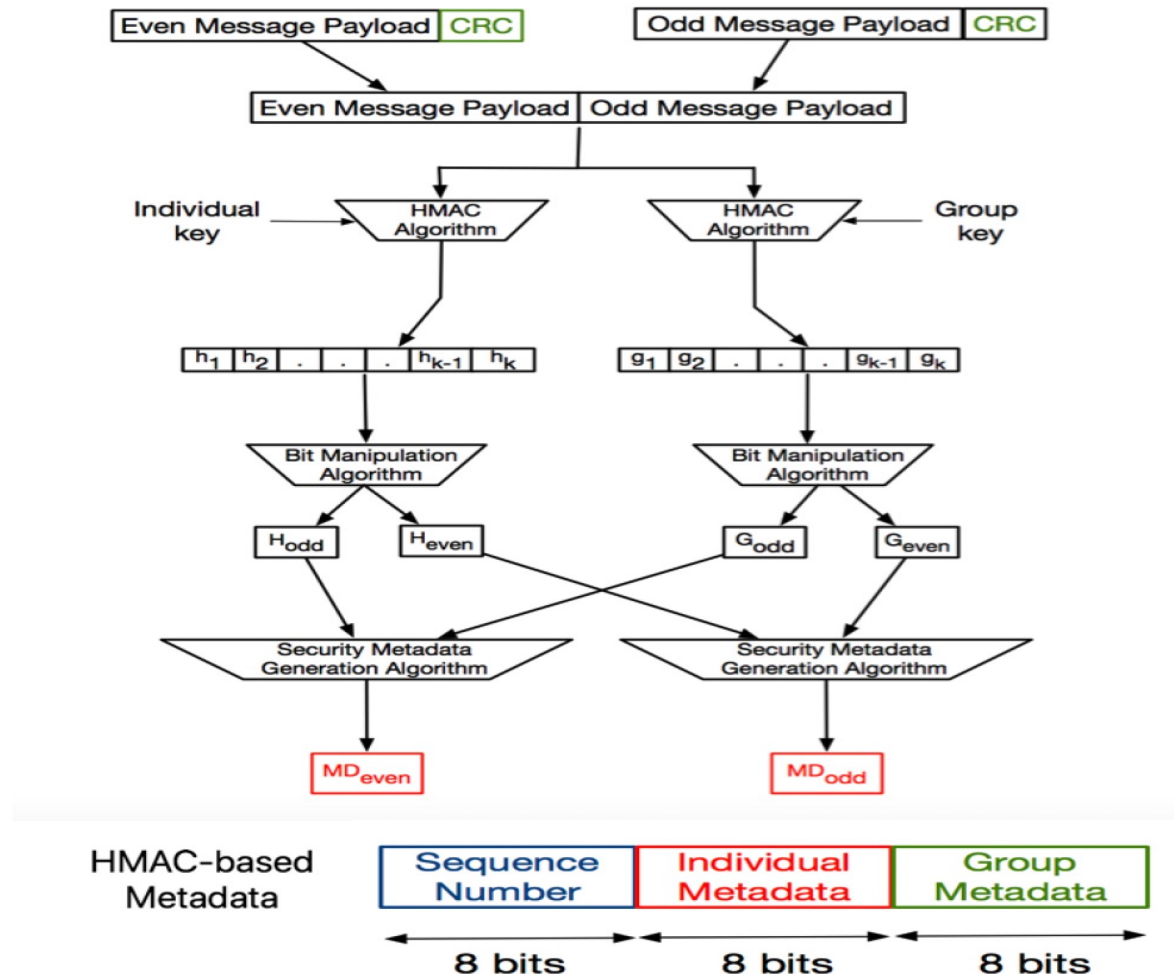 Even Message Payload CRC
Odd Message Payload CRC
Even Message Payload Odd Message Payload
Individual
key
HMAC
Algorithm
HMAC
Algorithm
Group
key
h1 h2 . . . hk-1 hk
g1 g2 . . . gk-1 gk
Bit Manipulation
Algorithm
Bit Manipulation
Algorithm
Hodd
Heven
Godd
Geven
Security Metadata
Generation Algorithm
Security Metadata
Generation Algorithm
MDeven
MDodd
HMAC-based
Metadata
Sequence
Number
Individual
Metadata
Group
Metadata
8 bits
8 bits
8 bits